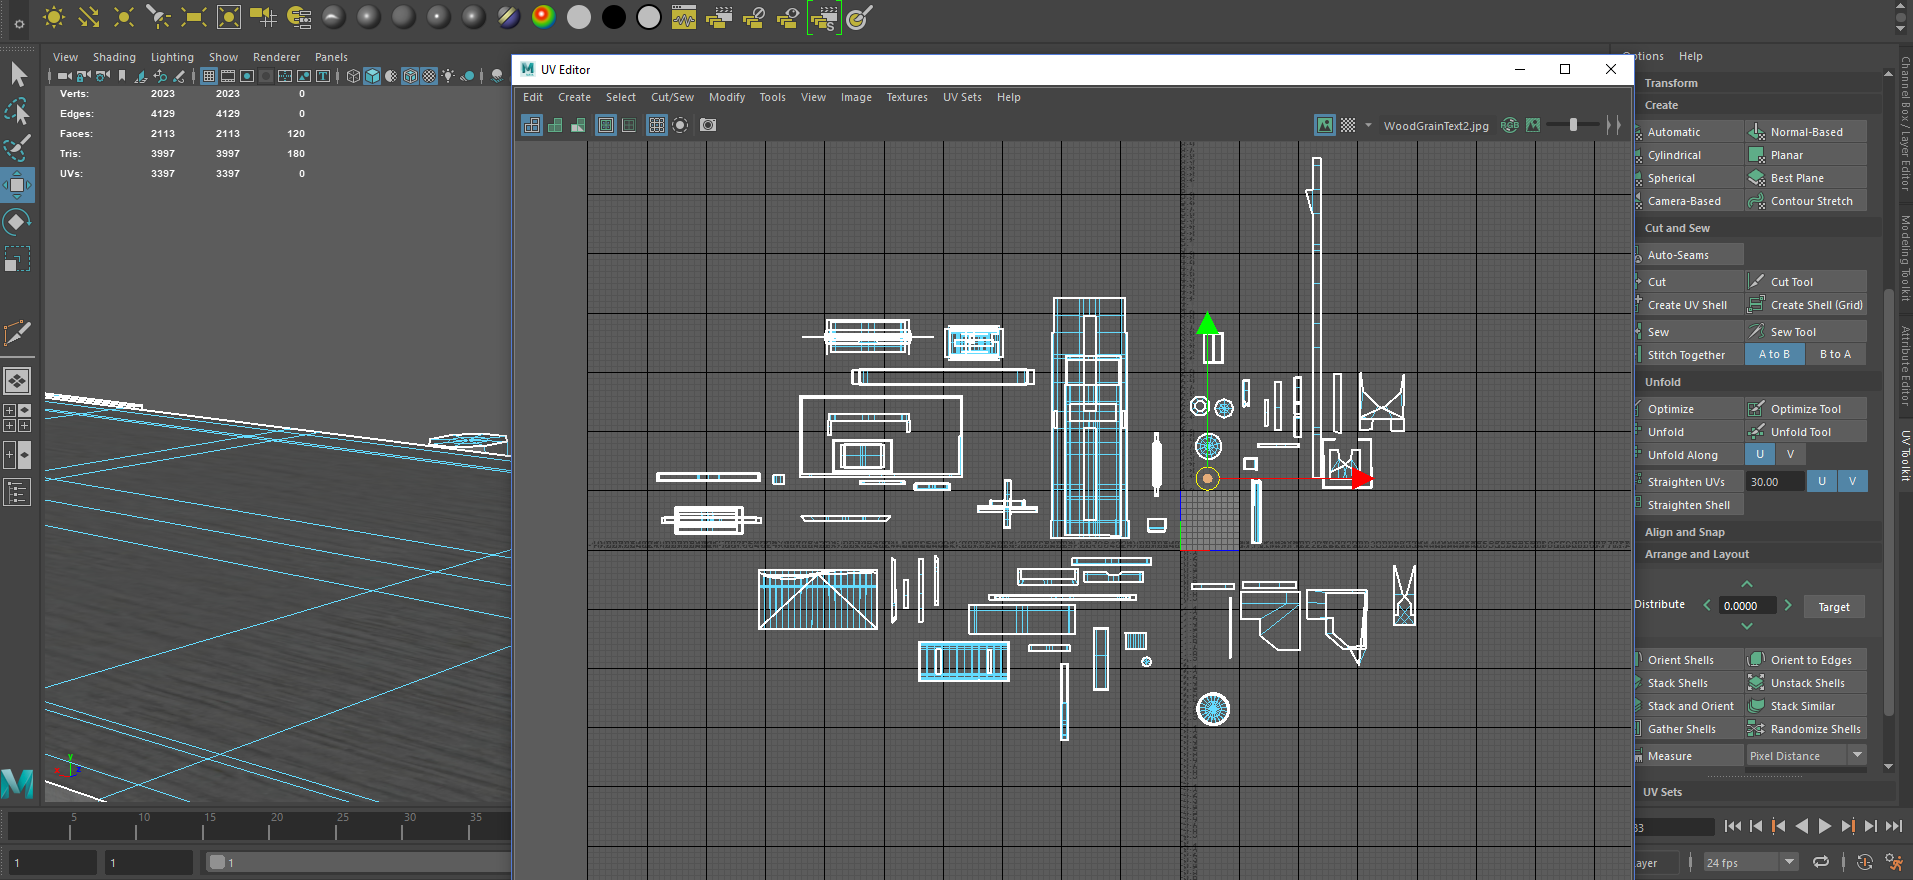 View Shading Lighting Show Renderer Panels
Verts: 2023 2023 0
Edges: 4129 4129 0
Faces: 2113 2113 120
Tris: 3997 3997 180
UVs: 3397 3397 0
UV Editor
Edit Create Select Cut/Sew Modify Tools View Image Textures UV Sets Help
WoodGrainText2.jpg
ptions Help
Transform
Create
Automatic Normal-Based
Cylindrical Planar
Spherical Best Plane
Camera-Based Contour Stretch
Cut and Sew
Auto-Seams
Cut Cut Tool
Create UV Shell Create Shell (Grid)
Sew Sew Tool
Stitch Together A to B B to A
Unfold
Optimize Optimize Tool
Unfold Unfold Tool
Unfold Along U V
Straighten UVs 30.00 U V
Straighten Shell
Align and Snap
Arrange and Layout
Distribute 0.0000 Target
Orient Shells Orient to Edges
Stack Shells Unstack Shells
Stack and Orient Stack Similar
Gather Shells Randomize Shells
Measure Pixel Distance
UV Sets
Channel Box / Layer Editor
Modeling Toolkit
Attribute Editor
UV Toolkit
5 10 15 20 25 30 35
1 1 1
33
ayer 24 fps